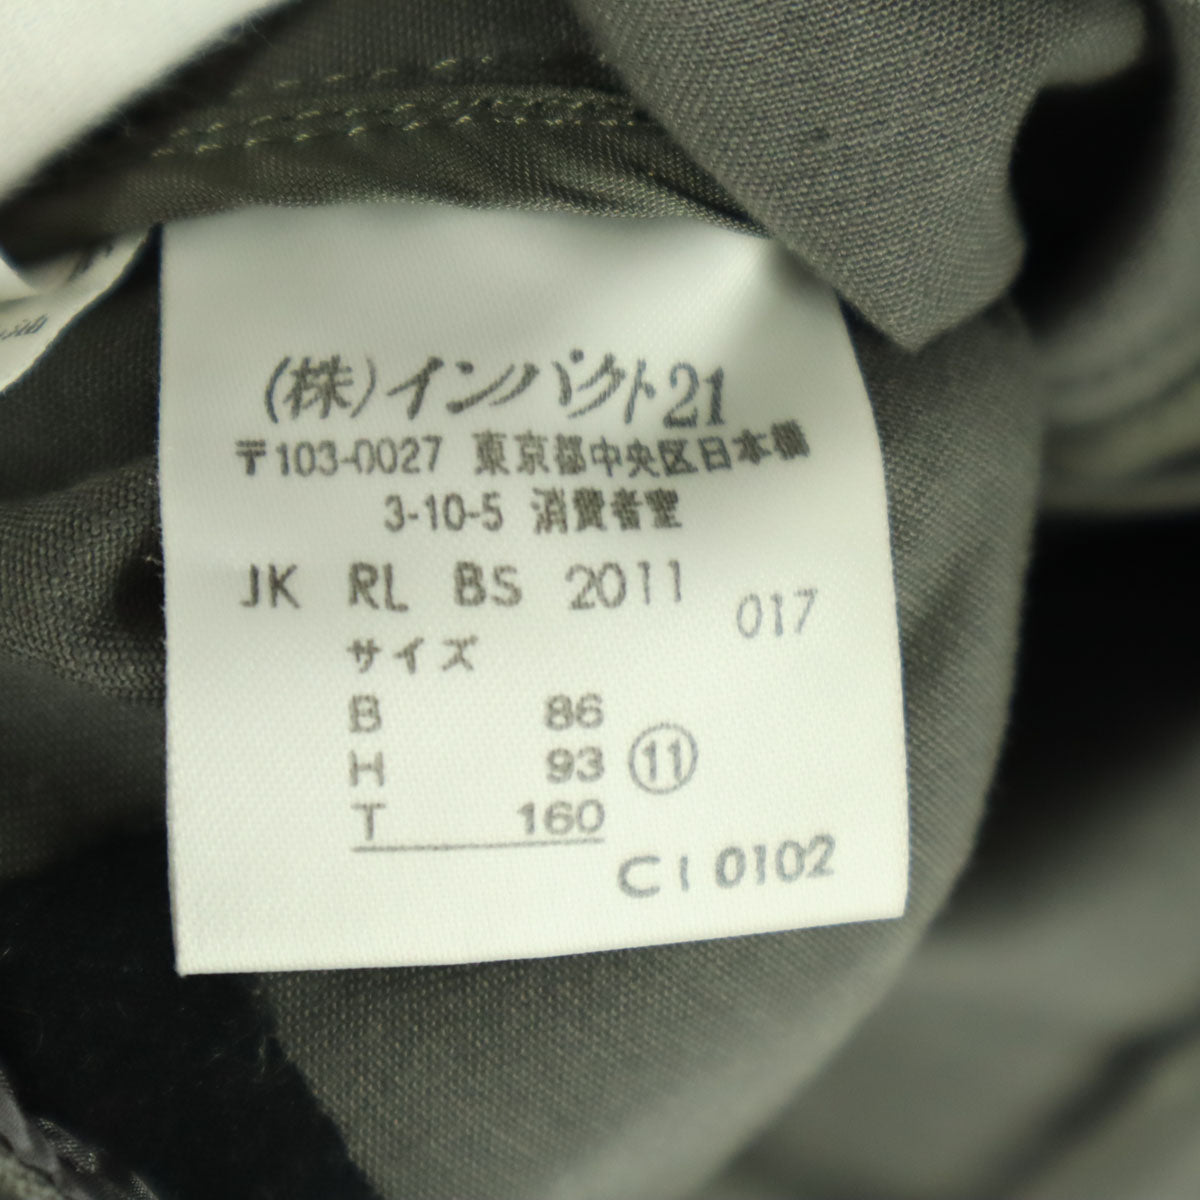 (株)インパクト21
〒103-0027 東京都中央区日本橋
3-10-5 消費者室
JK RL BS 2011 017
サイズ
B 86
H 93 ⑪
T 160
CI 0102